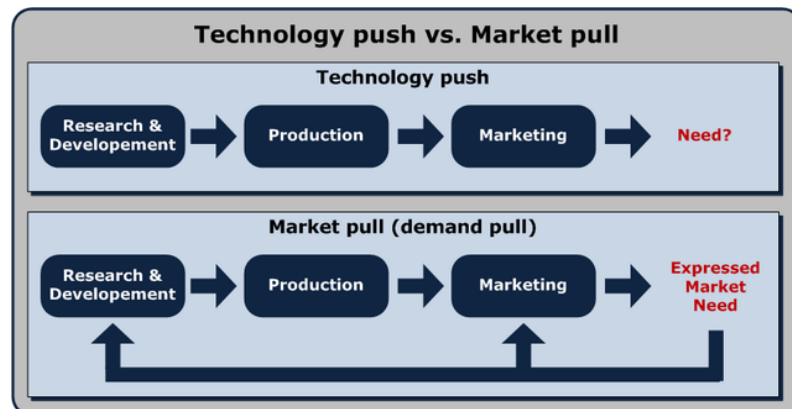 Technology push vs. Market pull
Technology push
Research &
Developement
Production
Marketing
Need?
Market pull (demand pull)
Research &
Developement
Production
Marketing
Expressed
Market
Need